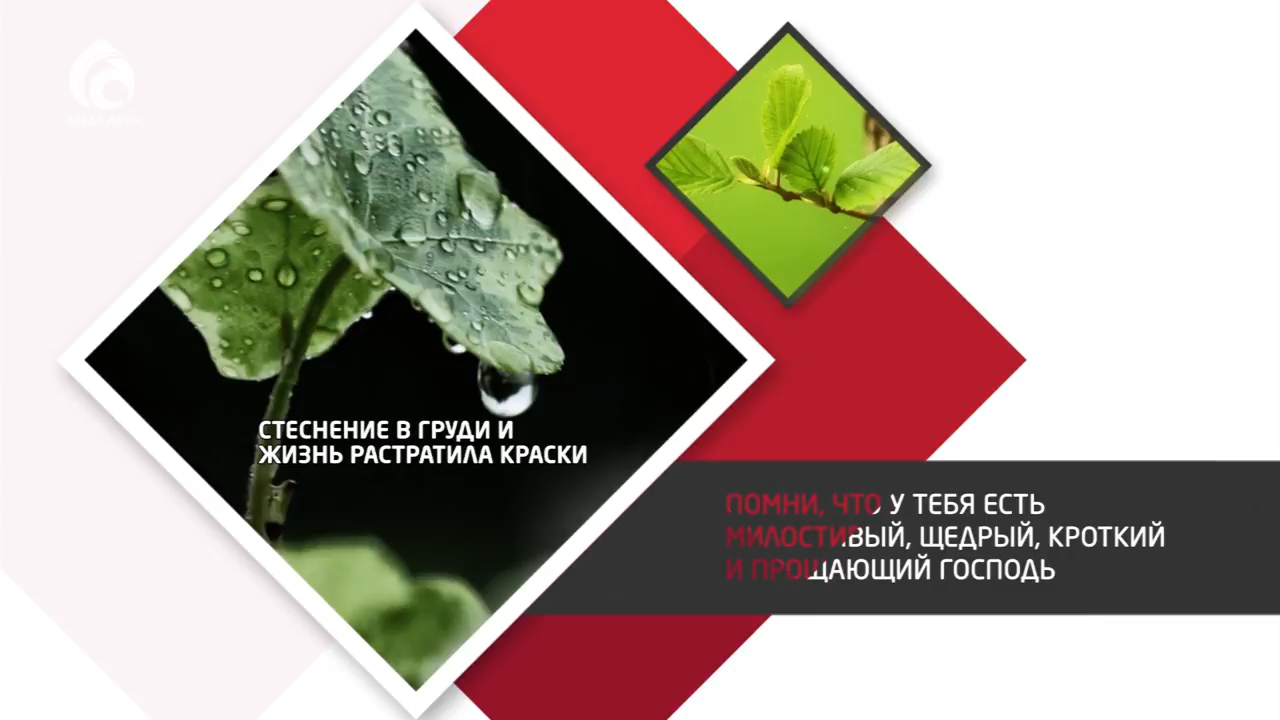 СТЕСНЕНИЕ В ГРУДИ И
ЖИЗНЬ РАСТРАТИЛА КРАСКИ
ПОМНИ, ЧТО У ТЕБЯ ЕСТЬ
МИЛОСТИВЫЙ, ЩЕДРЫЙ, КРОТКИЙ
И ПРОЩАЮЩИЙ ГОСПОДЬ